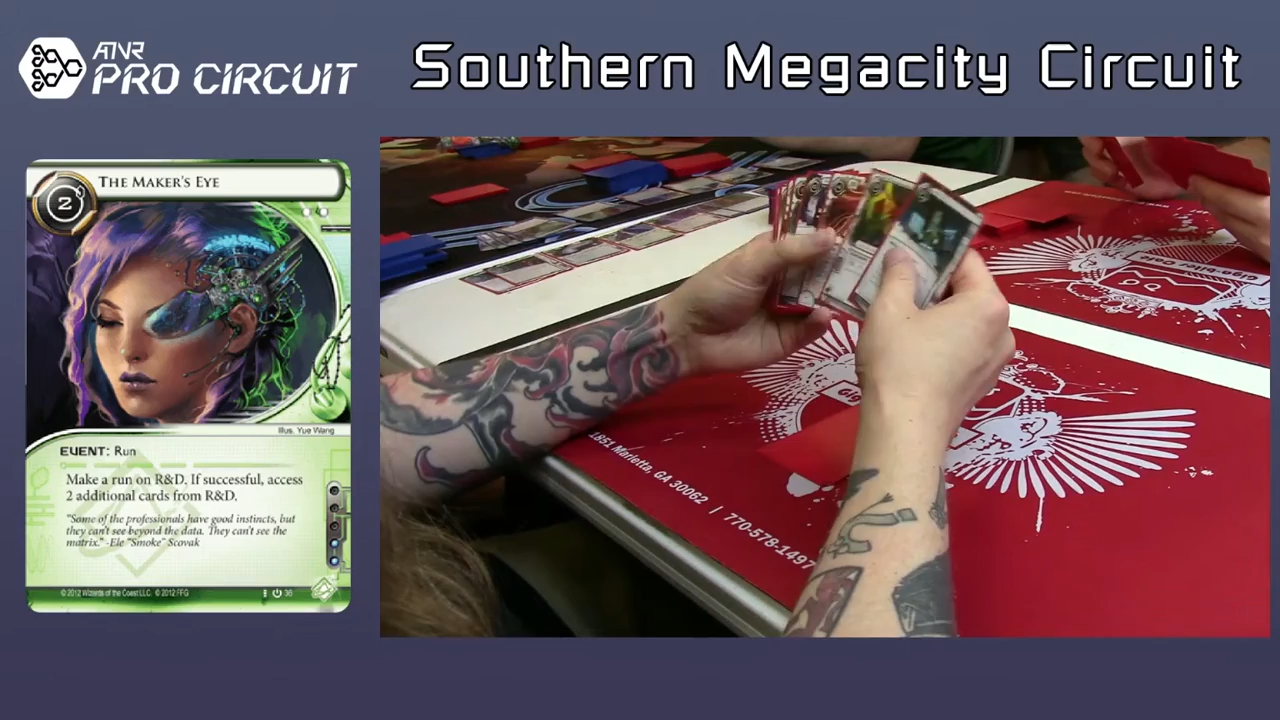 ATNR
PRO CIRCUIT
Southern Megacity Circuit
2
THE MAKER'S EYE
Illus. Yue Wang
EVENT: Run
Make a run on R&D. If successful, access
2 additional cards from R&D.
"Some of the professionals have good instincts, but
they can't see beyond the data. They can't see the
matrix." -Ele "Smoke" Scovak
© 2012 Wizards of the Coast LLC. © 2012 FFG
36
1851 Marietta, GA 30062 | 770-578-1497